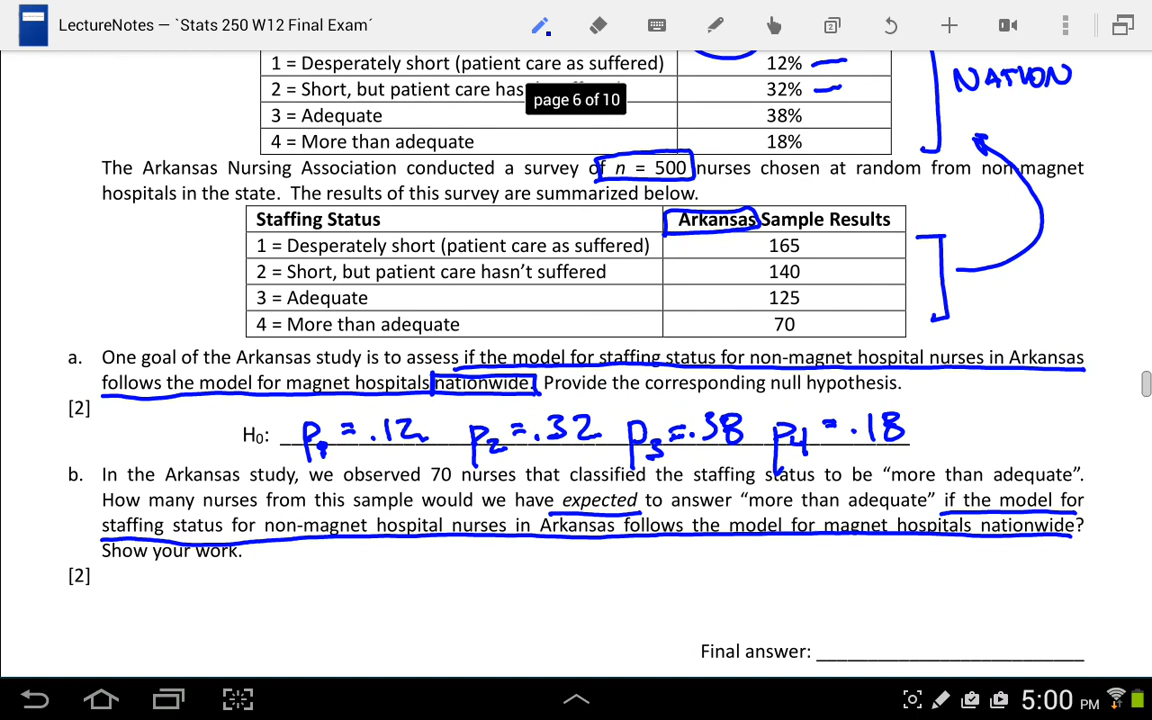 LectureNotes — `Stats 250 W12 Final Exam´
1 = Desperately short (patient care as suffered) 12%
2 = Short, but patient care has 32%
page 6 of 10
3 = Adequate 38%
4 = More than adequate 18%
NATION
The Arkansas Nursing Association conducted a survey of n = 500 nurses chosen at random from non-magnet
hospitals in the state. The results of this survey are summarized below.
Staffing Status Arkansas Sample Results
1 = Desperately short (patient care as suffered) 165
2 = Short, but patient care hasn't suffered 140
3 = Adequate 125
4 = More than adequate 70
a. One goal of the Arkansas study is to assess if the model for staffing status for non-magnet hospital nurses in Arkansas
follows the model for magnet hospitals nationwide. Provide the corresponding null hypothesis.
[2]
H0: p1 = .12 p2 = .32 p3 = .38 p4 = .18
b. In the Arkansas study, we observed 70 nurses that classified the staffing status to be “more than adequate”.
How many nurses from this sample would we have expected to answer “more than adequate” if the model for
staffing status for non-magnet hospital nurses in Arkansas follows the model for magnet hospitals nationwide?
Show your work.
[2]
Final answer:
5:00 PM